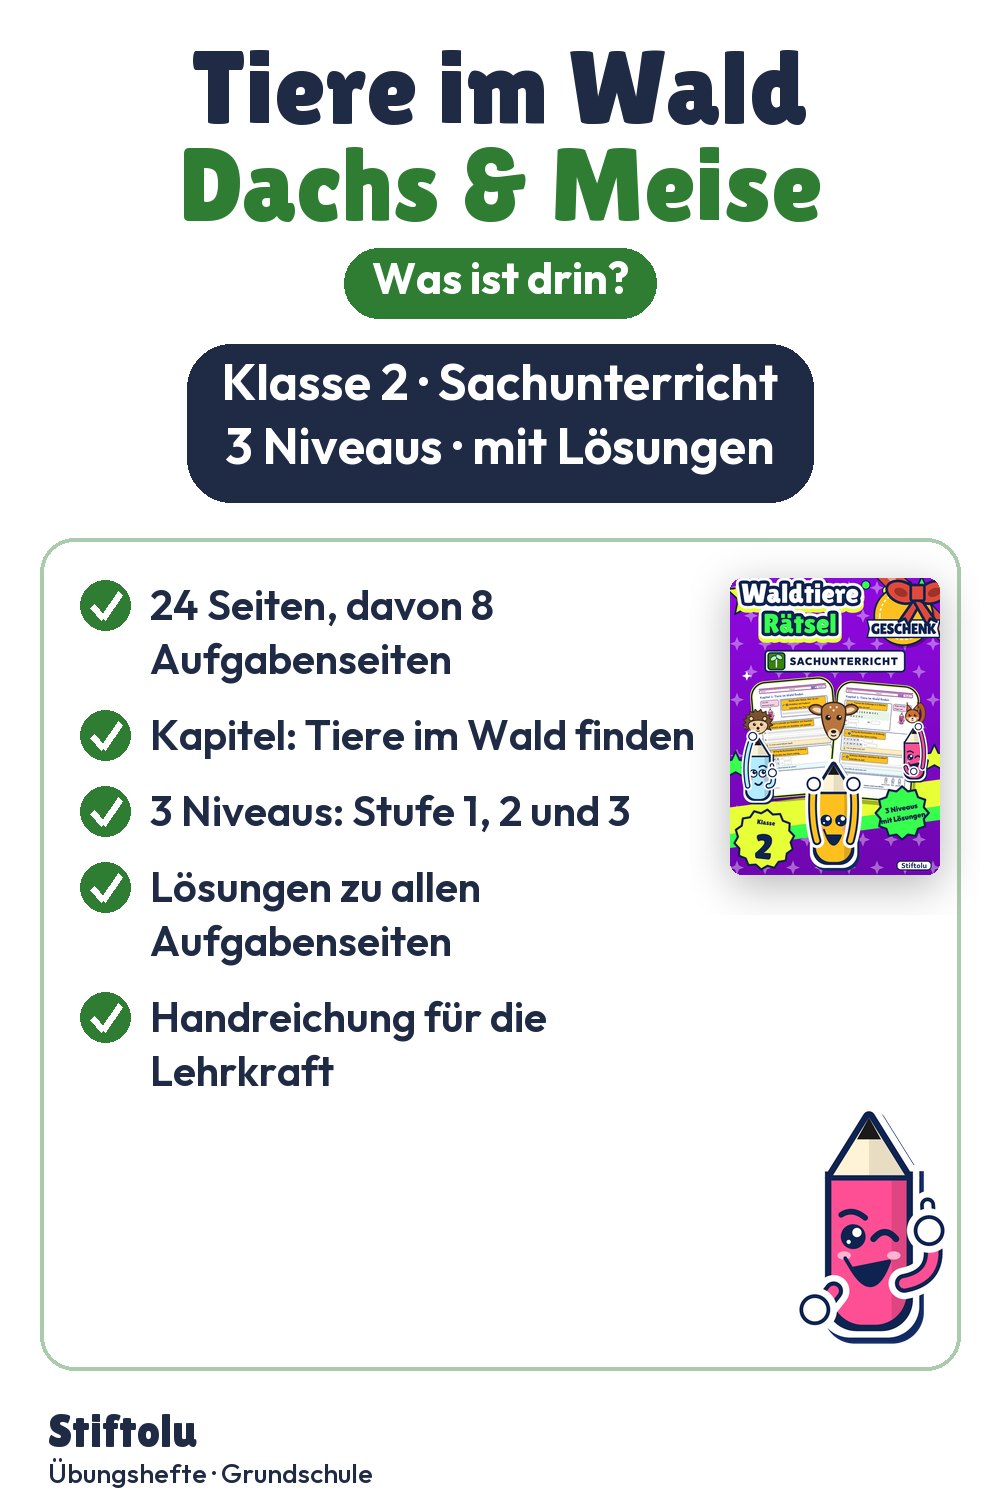 Tiere im Wald
Dachs & Meise
Was ist drin?
Klasse 2 · Sachunterricht
3 Niveaus · mit Lösungen
24 Seiten, davon 8
Aufgabenseiten
Kapitel: Tiere im Wald finden
3 Niveaus: Stufe 1, 2 und 3
Lösungen zu allen
Aufgabenseiten
Handreichung für die
Lehrkraft
Waldtiere
Rätsel
GESCHENK
SACHUNTERRICHT
Klasse
2
3 Niveaus
mit Lösungen
Stiftolu
Stiftolu
Übungshefte · Grundschule